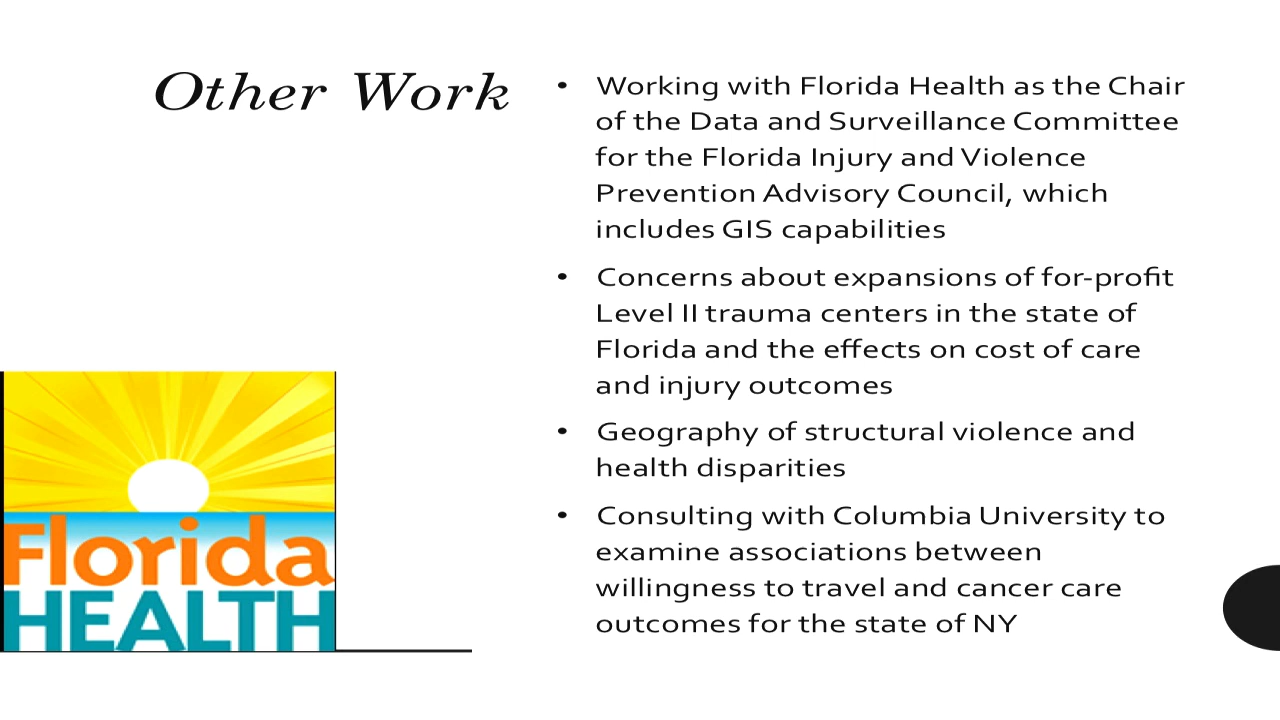 Other Work
• Working with Florida Health as the Chair
of the Data and Surveillance Committee
for the Florida Injury and Violence
Prevention Advisory Council, which
includes GIS capabilities
• Concerns about expansions of for-profit
Level II trauma centers in the state of
Florida and the effects on cost of care
and injury outcomes
• Geography of structural violence and
health disparities
• Consulting with Columbia University to
examine associations between
willingness to travel and cancer care
outcomes for the state of NY
Florida
HEALTH